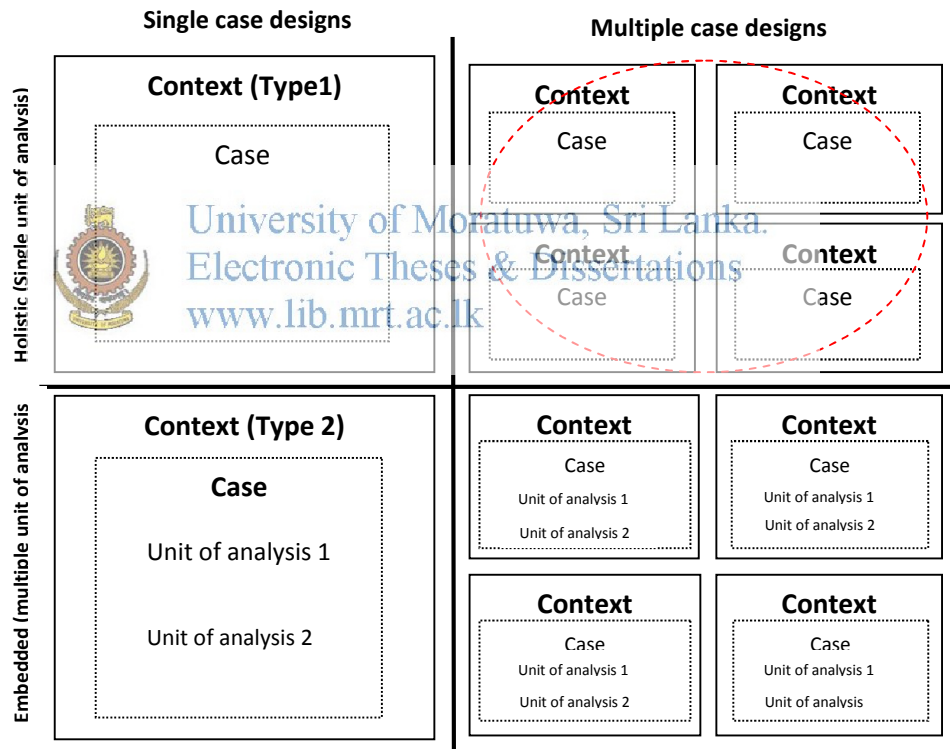 Single case designs
Multiple case designs
Holistic (Single unit of analysis)
Context (Type1)
Case
Context
Case
Context
Case
University of Moratuwa, Sri Lanka.
Electronic Theses & Dissertations
www.lib.mrt.ac.lk
Context
Case
Context
Case
Embedded (multiple unit of analysis
Context (Type 2)
Case
Unit of analysis 1
Unit of analysis 2
Context
Case
Unit of analysis 1
Unit of analysis 2
Context
Case
Unit of analysis 1
Unit of analysis 2
Context
Case
Unit of analysis 1
Unit of analysis 2
Context
Case
Unit of analysis 1
Unit of analysis